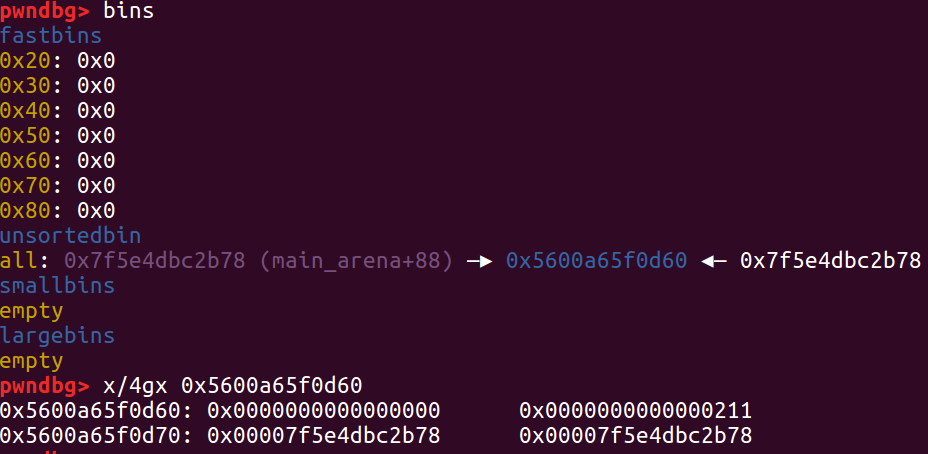 pwndbg> bins
fastbins
0x20: 0x0
0x30: 0x0
0x40: 0x0
0x50: 0x0
0x60: 0x0
0x70: 0x0
0x80: 0x0
unsortedbin
all: 0x7f5e4dbc2b78 (main_arena+88) —▸ 0x5600a65f0d60 ◂— 0x7f5e4dbc2b78
smallbins
empty
largebins
empty
pwndbg> x/4gx 0x5600a65f0d60
0x5600a65f0d60: 0x0000000000000000 0x0000000000000211
0x5600a65f0d70: 0x00007f5e4dbc2b78 0x00007f5e4dbc2b78